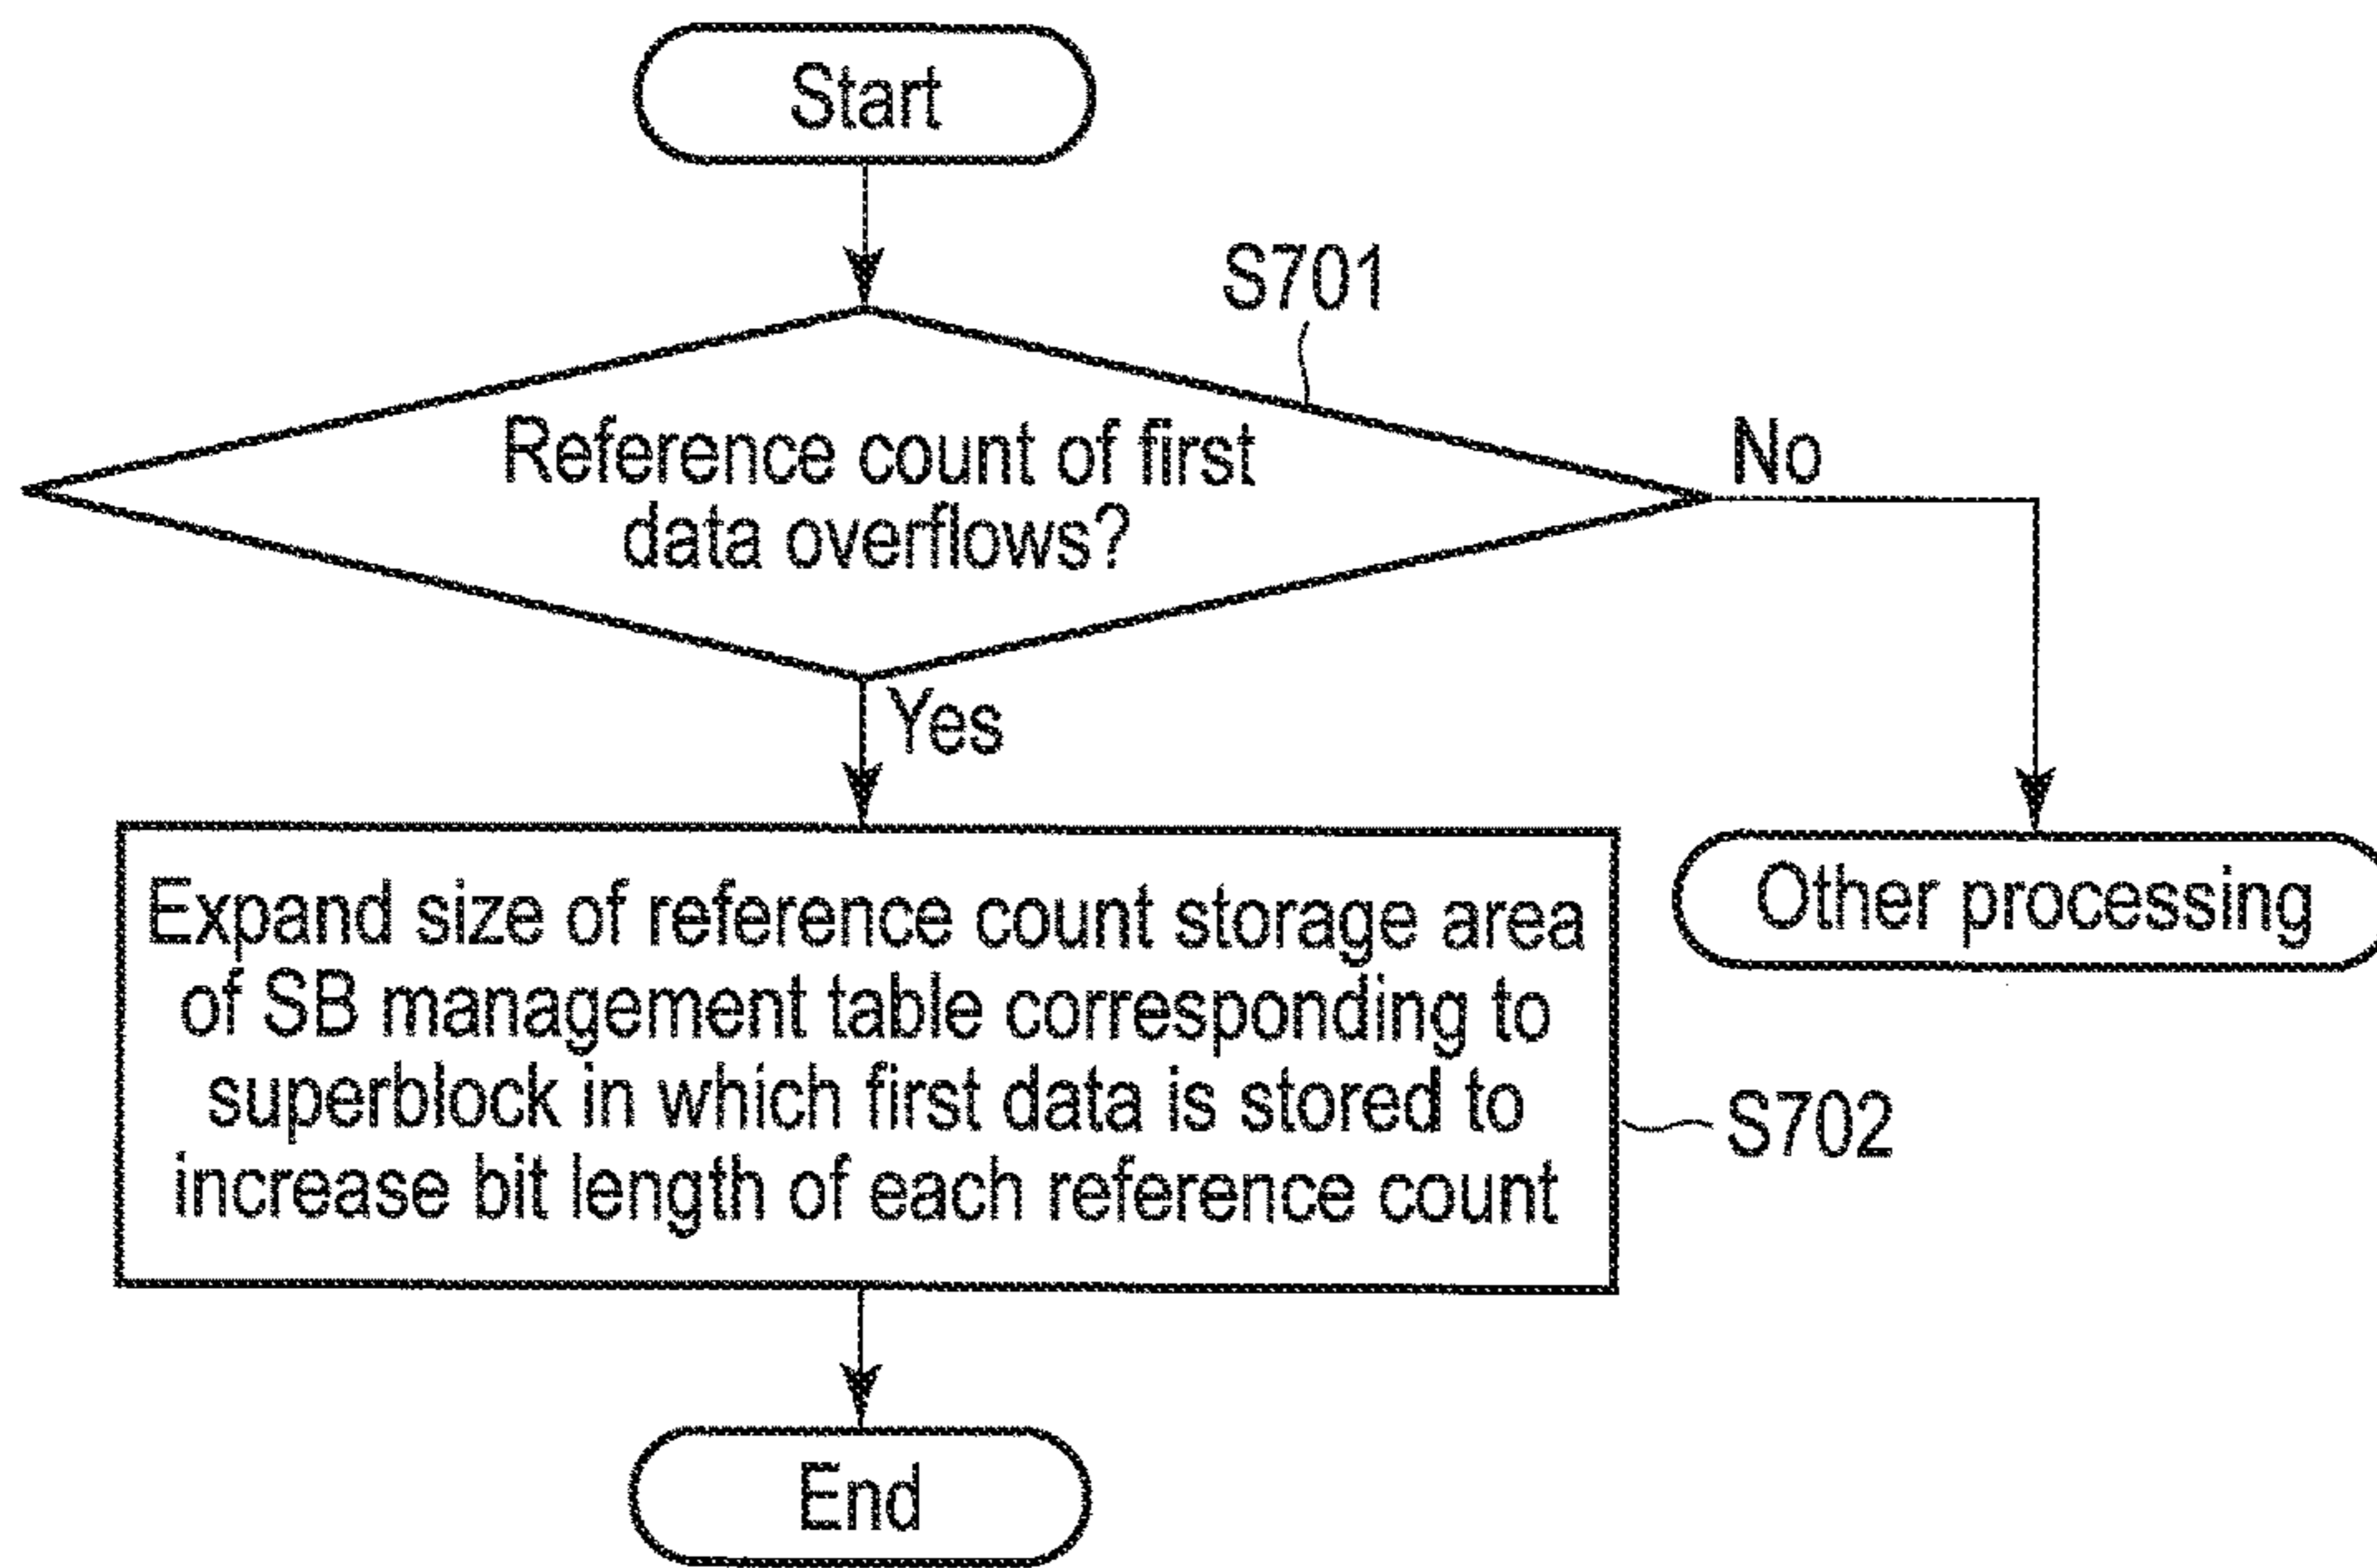 Start
S701
Reference count of first
data overflows?
No
Yes
Expand size of reference count storage area
of SB management table corresponding to
superblock in which first data is stored to
increase bit length of each reference count
Other processing
S702
End